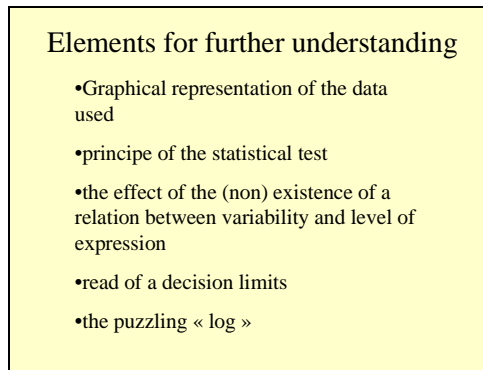 Elements for further understanding
•Graphical representation of the data
used
•principe of the statistical test
•the effect of the (non) existence of a
relation between variability and level of
expression
•read of a decision limits
•the puzzling « log »